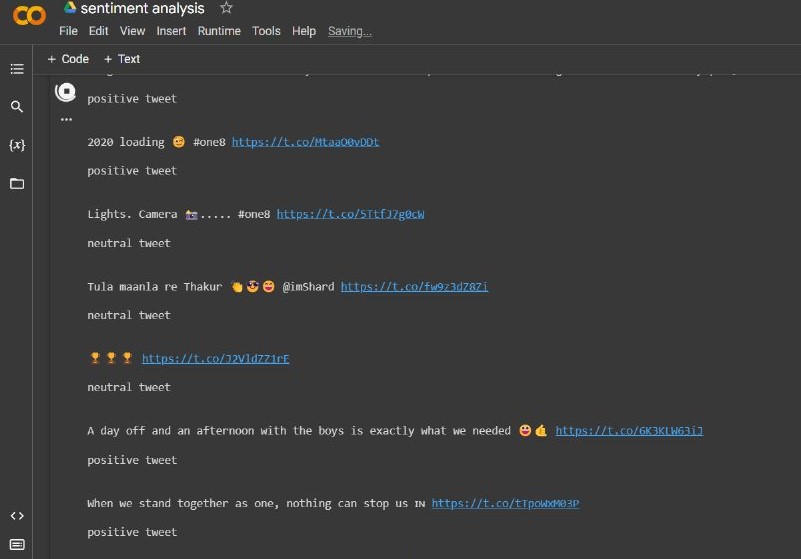 sentiment analysis
File Edit View Insert Runtime Tools Help Saving...
+ Code + Text
positive tweet
2020 loading 🤨 #one8 https://t.co/MtaaO0vDDt
positive tweet
Lights. Camera 📸..... #one8 https://t.co/5TtfJ7g0cW
neutral tweet
Tula maanla re Thakur 👏😎😄 @imShard https://t.co/fw9z3dZ8Zi
neutral tweet
🏆🏆🏆 https://t.co/J2VldZZ1rE
neutral tweet
A day off and an afternoon with the boys is exactly what we needed 😃🤙 https://t.co/GK3KLW63iJ
positive tweet
When we stand together as one, nothing can stop us IN https://t.co/tTpoWXM03P
positive tweet